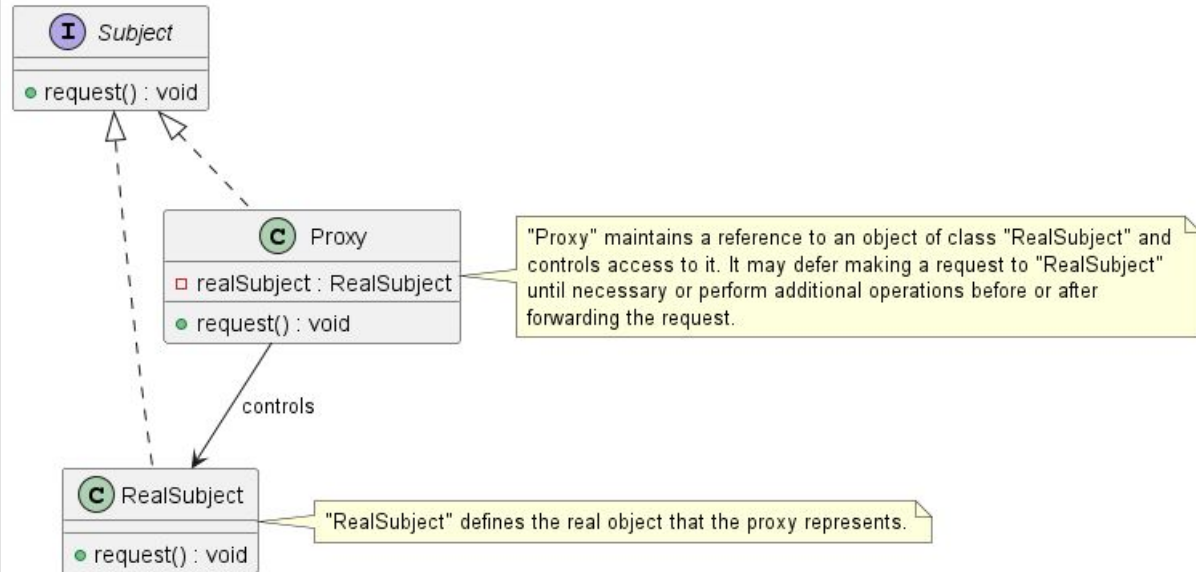 I Subject
request() : void
C Proxy
realSubject : RealSubject
request() : void
"Proxy" maintains a reference to an object of class "RealSubject" and
controls access to it. It may defer making a request to "RealSubject"
until necessary or perform additional operations before or after
forwarding the request.
controls
C RealSubject
request() : void
"RealSubject" defines the real object that the proxy represents.